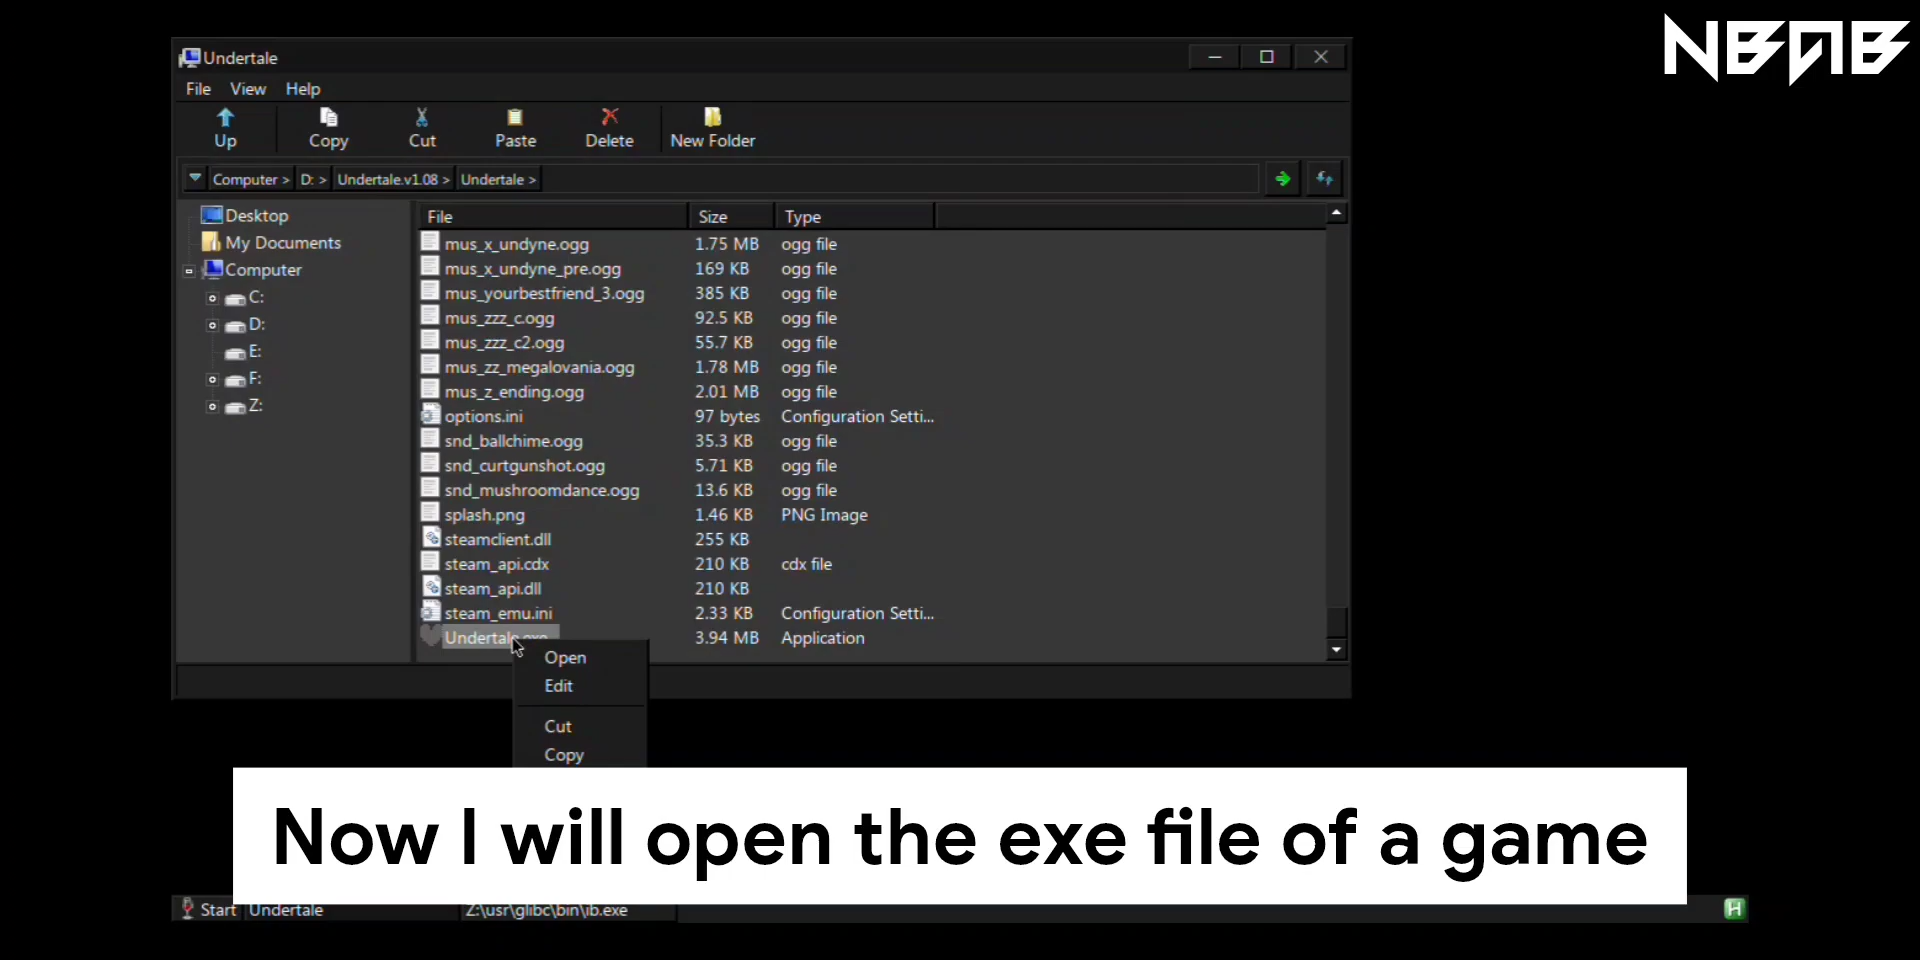 NBAB
Undertale
File View Help
Up Copy Cut Paste Delete New Folder
Computer > D: > Undertale.v1.08 > Undertale >
Desktop
My Documents
Computer
C:
D:
E:
F:
Z:
File Size Type
mus_x_undyne.ogg 1.75 MB ogg file
mus_x_undyne_pre.ogg 169 KB ogg file
mus_yourbestfriend_3.ogg 385 KB ogg file
mus_zzz_c.ogg 92.5 KB ogg file
mus_zzz_c2.ogg 55.7 KB ogg file
mus_zz_megalovania.ogg 1.78 MB ogg file
mus_z_ending.ogg 2.01 MB ogg file
options.ini 97 bytes Configuration Setti...
snd_ballchime.ogg 35.3 KB ogg file
snd_curtgunshot.ogg 5.71 KB ogg file
snd_mushroomdance.ogg 13.6 KB ogg file
splash.png 1.46 KB PNG Image
steamclient.dll 255 KB
steam_api.cdx 210 KB cdx file
steam_api.dll 210 KB
steam_emu.ini 2.33 KB Configuration Setti...
Undertale.exe 3.94 MB Application
Open
Edit
Cut
Copy
Now I will open the exe file of a game
Start Undertale Z:\usr\glibc\bin\ib.exe
H